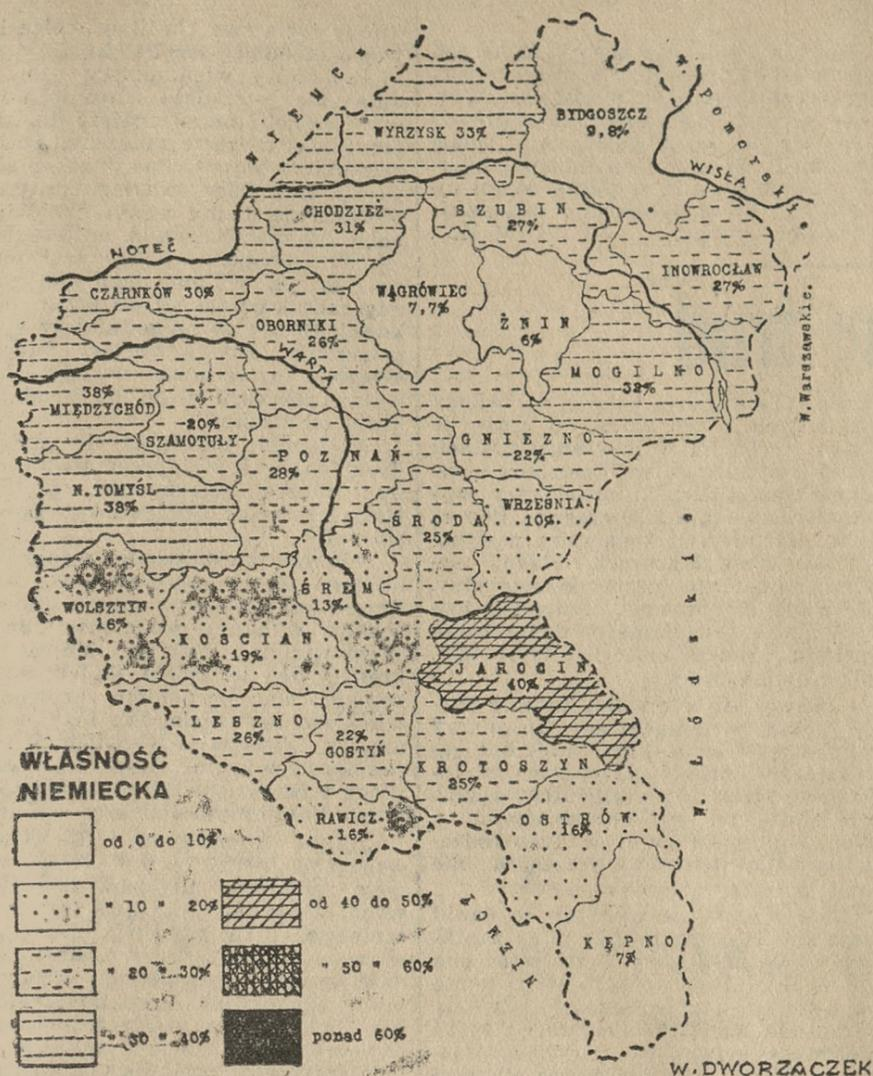 NIEMCY
W. Pomorskie.
WYRZYSK 33%
BYDGOSZCZ
9,8%
WISŁA
CHODZIEŻ
31%
SZUBIN
27%
NOTEĆ
INOWROCŁAW
27%
CZARNKÓW 30%
WĄGRÓWIEC
7,7%
OBORNIKI
26%
ŻNIN
6%
W. Warszawskie.
WARTA
MOGILNO
32%
38%
MIĘDZYCHÓD
20%
SZAMOTUŁY
POZNAŃ
28%
GNIEZNO
22%
N.TOMYŚL
38%
WRZEŚNIA
10%
ŚRODA
25%
ŚREM
13%
WOLSZTYN
16%
KOŚCIAN
19%
JAROCIN
40%
W. Łódzkie
LESZNO
26%
22%
GOSTYŃ
KROTOSZYN
25%
RAWICZ
16%
OSTRÓW
16%
NIEMCY
KĘPNO
7%
WŁASNOŚĆ
NIEMIECKA
od 0" do 10%
" 10 " 20%
od 40 do 50%
" 20 " 30%
" 50 " 60%
" 30 " 40%
ponad 60%
W. DWORZACZEK